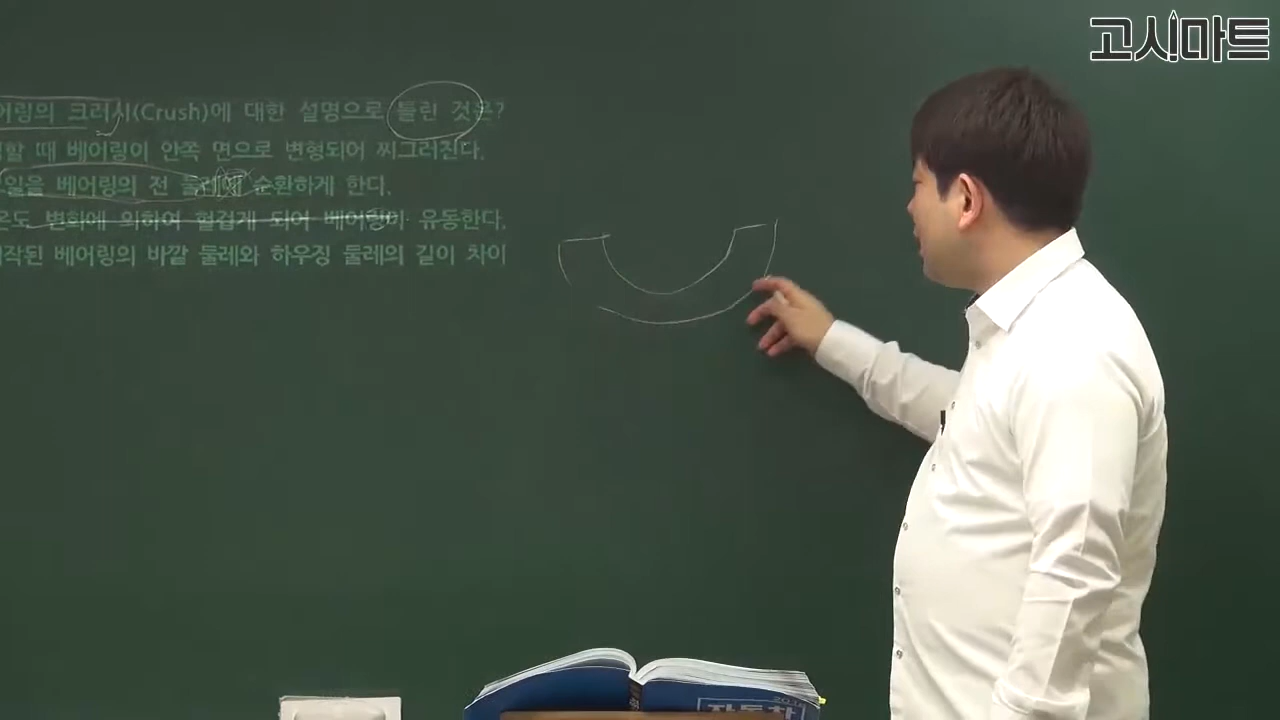 고시마트
어링의 크러시(Crush)에 대한 설명으로 틀린 것은?
할 때 베어링이 안쪽 면으로 변형되어 찌그러진다.
일을 베어링의 전 둘레에 순환하게 한다.
온도 변화에 의하여 헐겁게 되어 베어링이 유동한다.
작된 베어링의 바깥 둘레와 하우징 둘레의 길이 차이
자동차